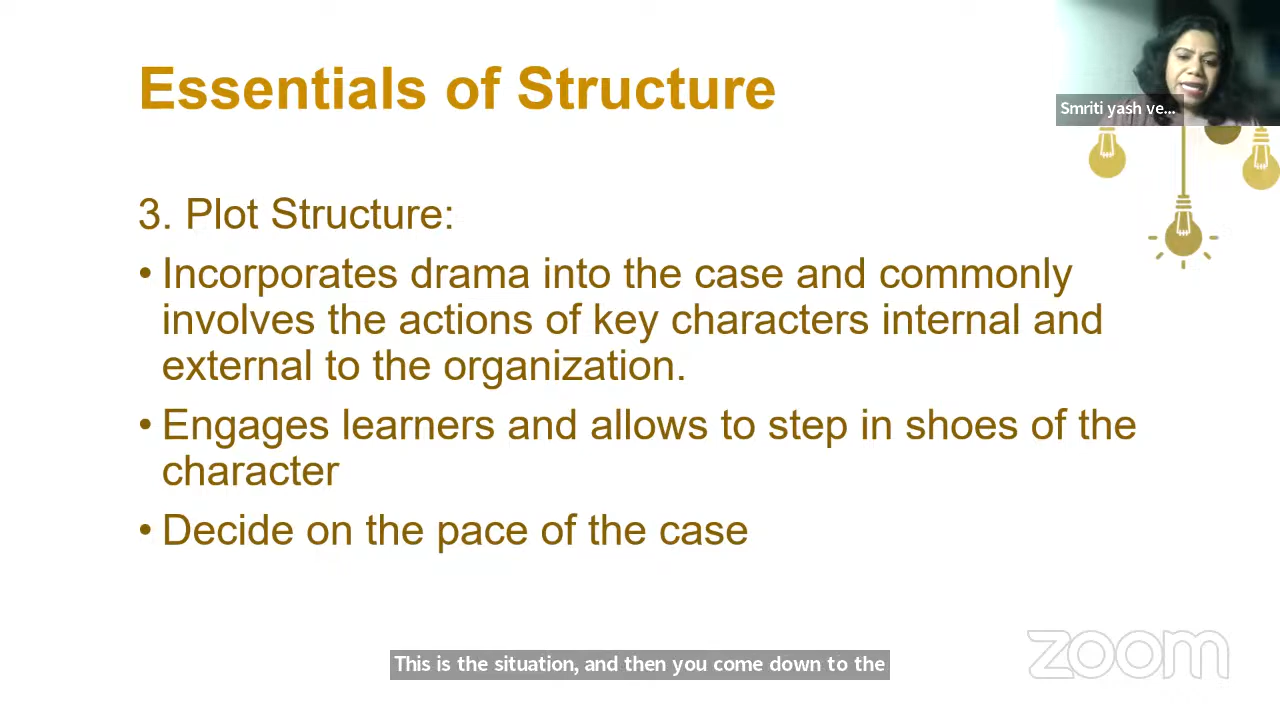 Essentials of Structure
Smriti yash ve...
3. Plot Structure:
• Incorporates drama into the case and commonly
involves the actions of key characters internal and
external to the organization.
• Engages learners and allows to step in shoes of the
character
• Decide on the pace of the case
This is the situation, and then you come down to the
zoom